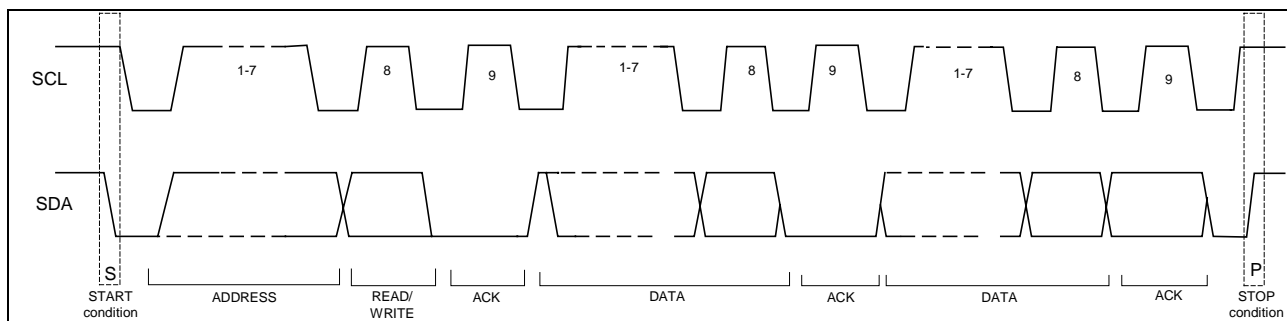 SCL
1-7
8
9
1-7
8
9
1-7
8
9
SDA
S
START
condition
ADDRESS
READ/
WRITE
ACK
DATA
ACK
DATA
ACK
P
STOP
condition